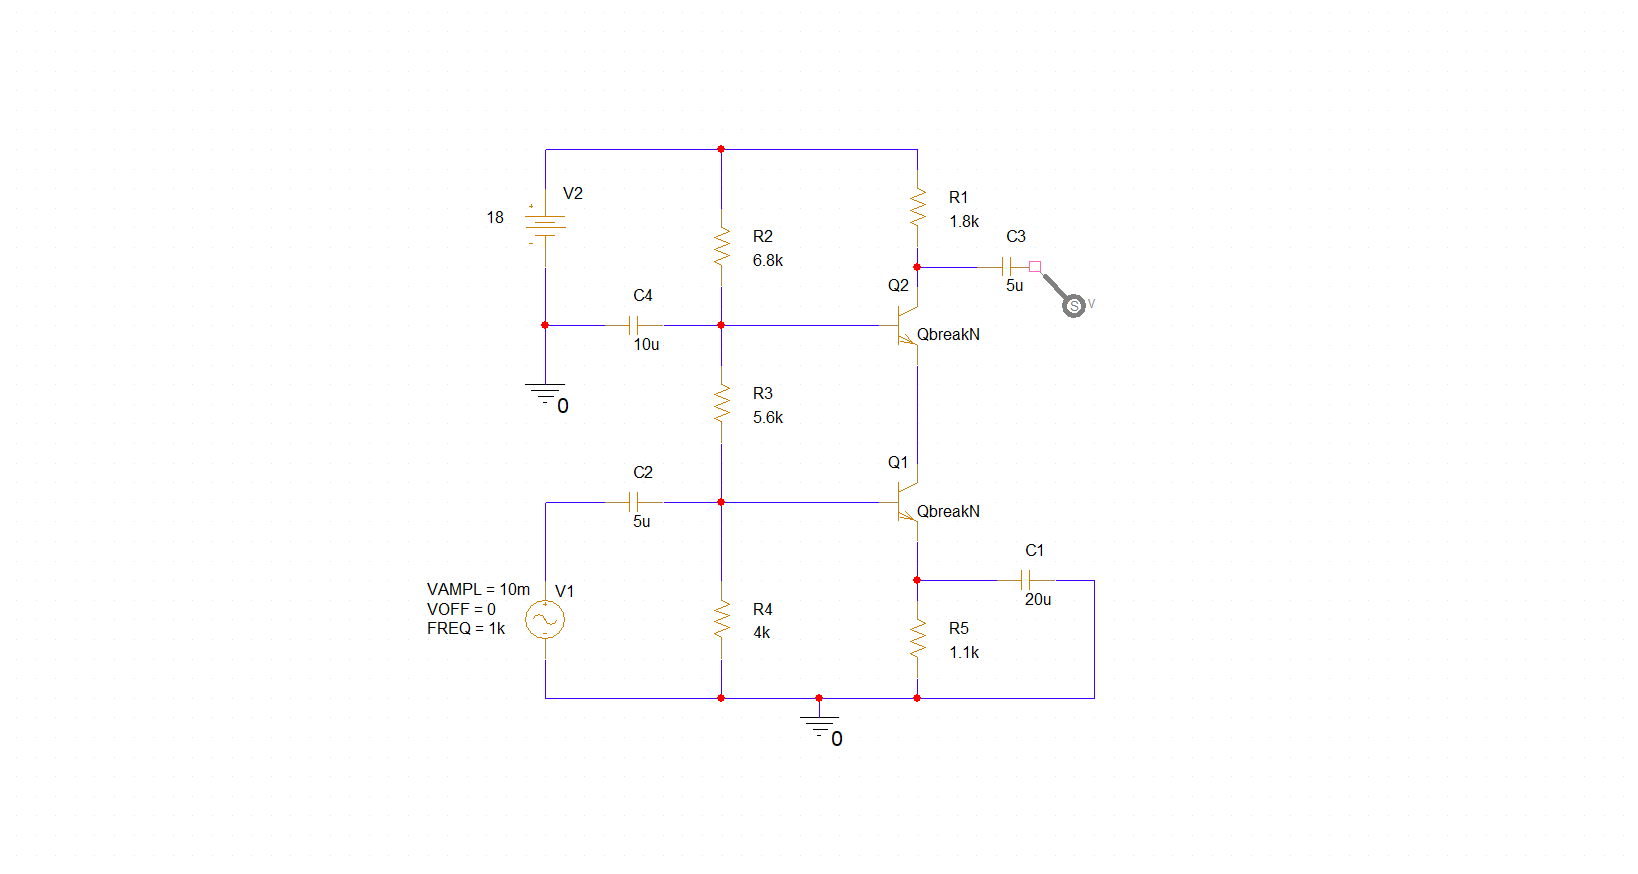 V2
18
+
-
R1
1.8k
R2
6.8k
C3
5u
S
V
Q2
QbreakN
C4
10u
0
R3
5.6k
Q1
QbreakN
C2
5u
C1
20u
VAMPL = 10m
VOFF = 0
FREQ = 1k
V1
+
-
R4
4k
R5
1.1k
0